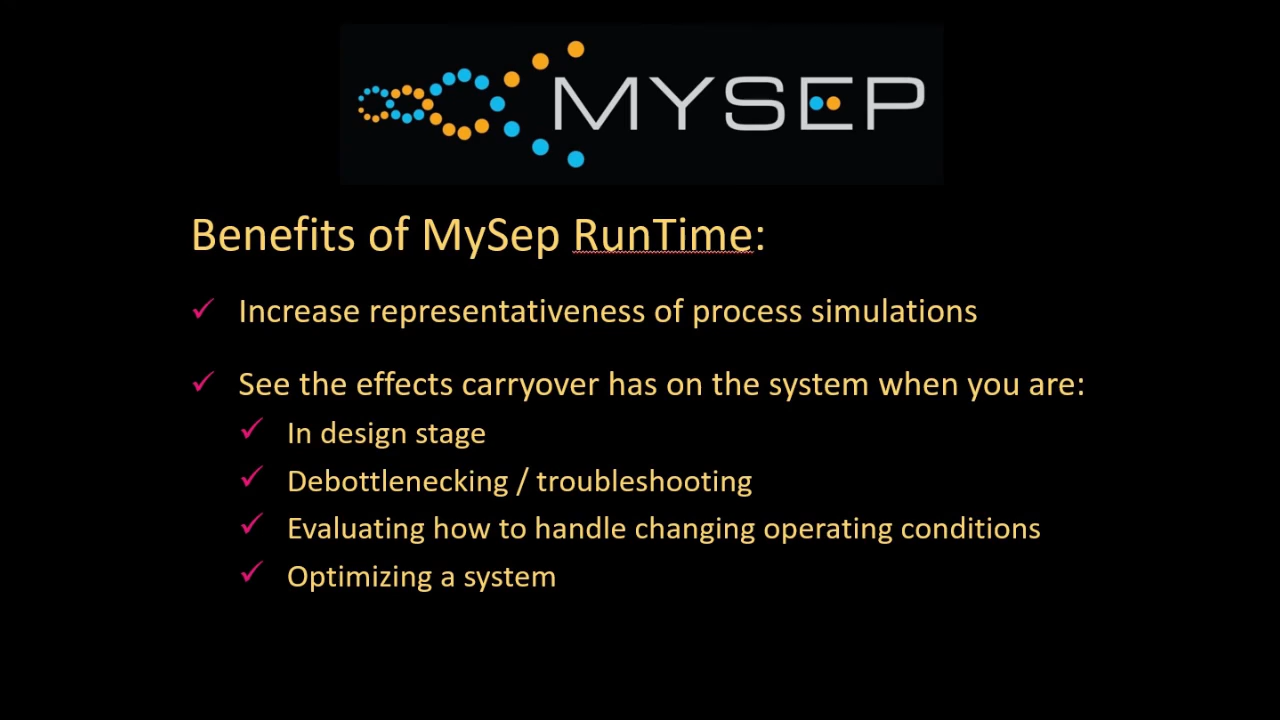 MYSEP
Benefits of MySep RunTime:
✓ Increase representativeness of process simulations
✓ See the effects carryover has on the system when you are:
✓ In design stage
✓ Debottlenecking / troubleshooting
✓ Evaluating how to handle changing operating conditions
✓ Optimizing a system